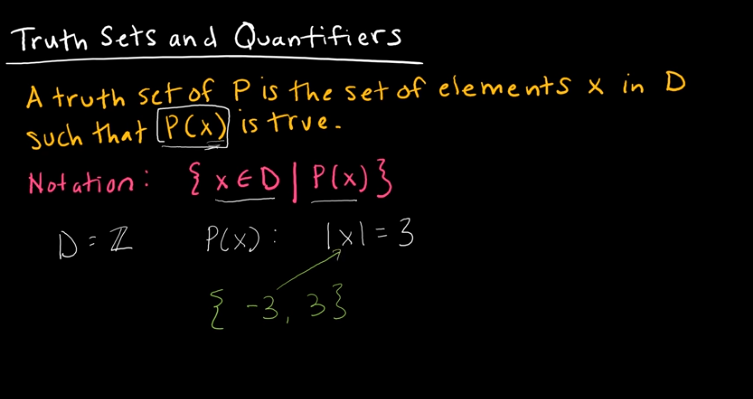 Truth Sets and Quantifiers
A truth set of P is the set of elements x in D
such that P(x) is true.
Notation: { x ∈ D | P(x) }
D = ℤ P(x): |x| = 3
{ -3, 3 }